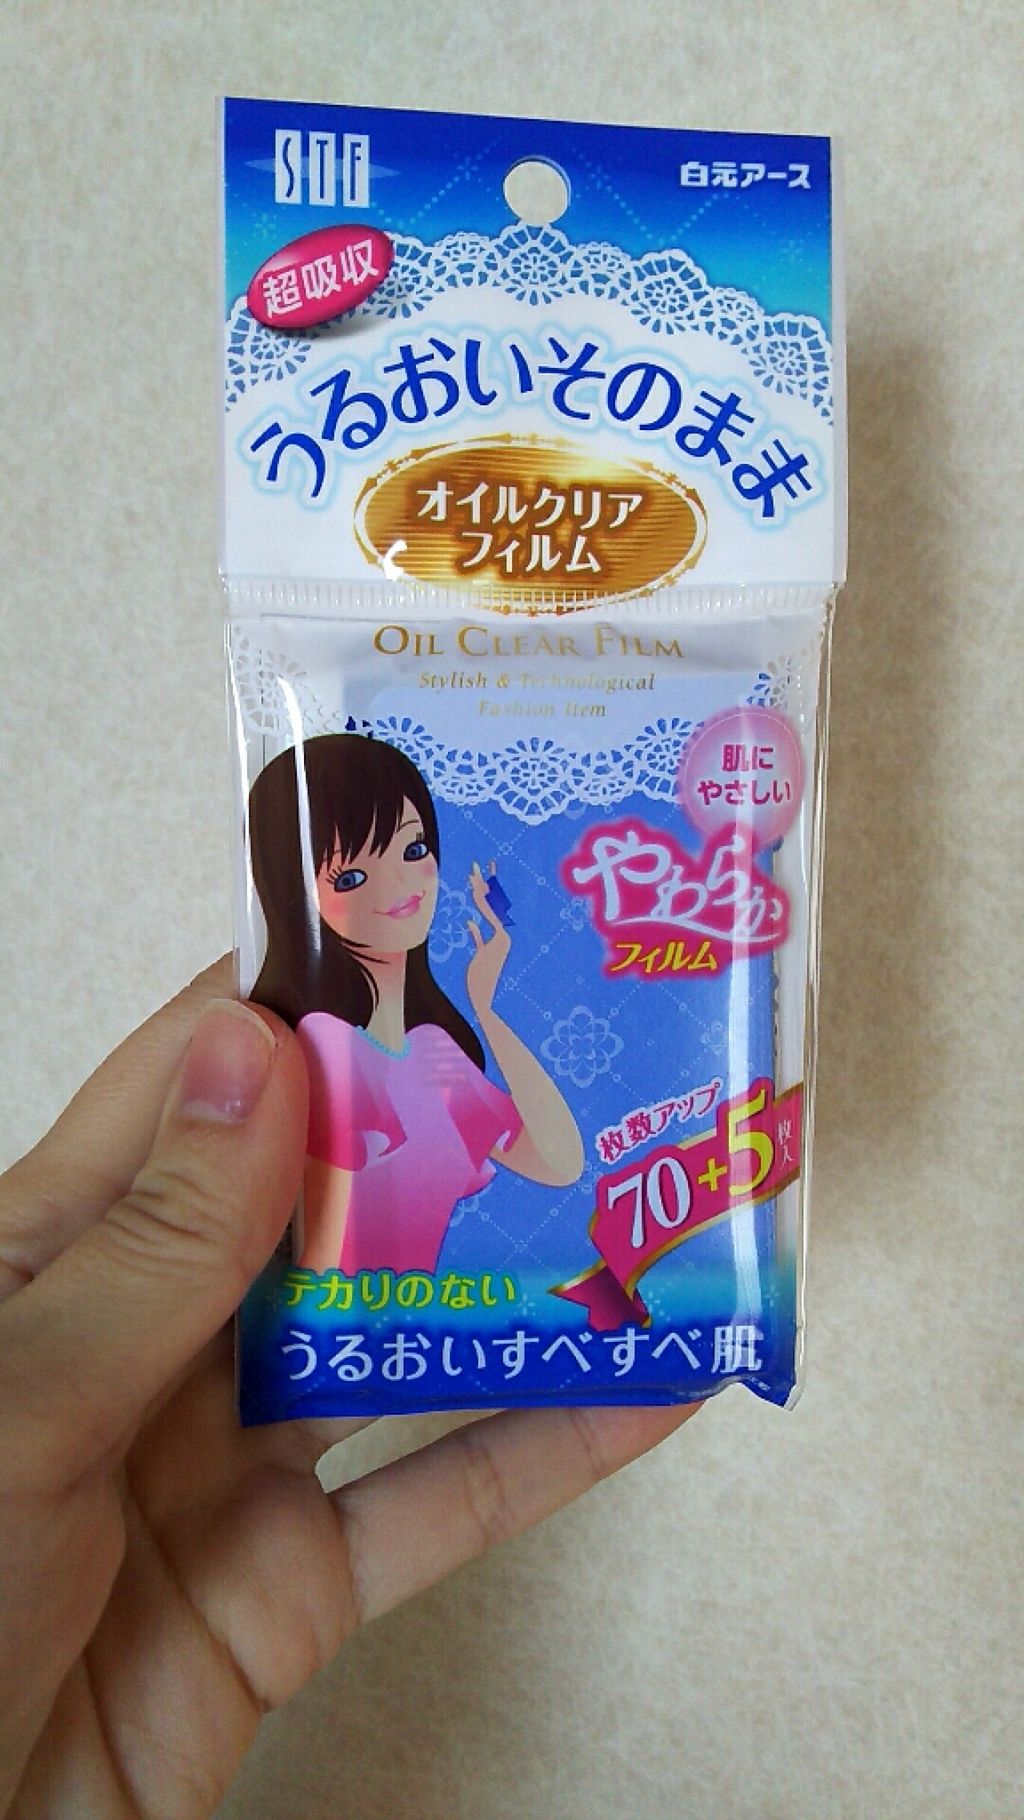 STF
白元アース
超吸収
うるおいそのまま
オイルクリア
フィルム
OIL CLEAR FILM
Stylish & Technological
Fashion Item
肌に
やさしい
やわらか
フィルム
枚数アップ
70+5枚入
テカりのない
うるおいすべすべ肌